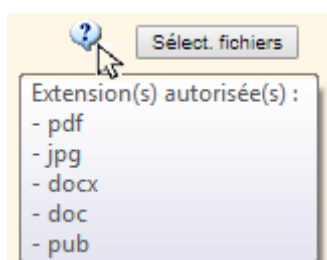 ? Sélect. fichiers
Extension(s) autorisée(s) :
- pdf
- jpg
- docx
- doc
- pub